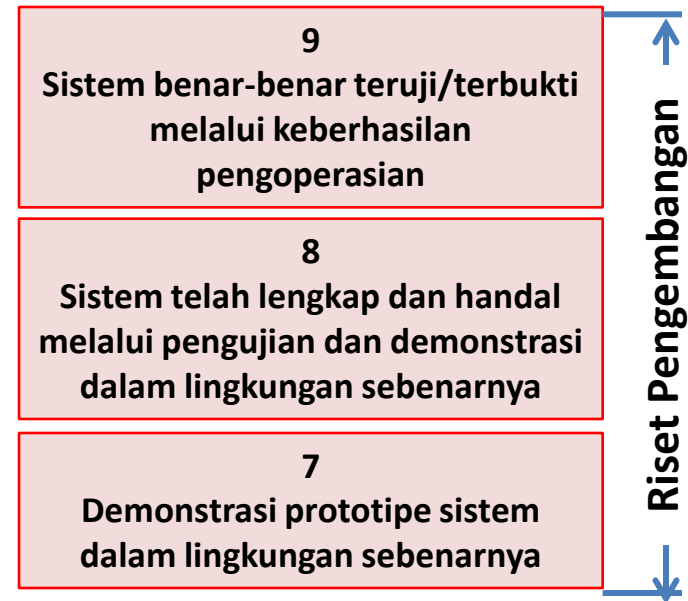 9
Sistem benar-benar teruji/terbukti
melalui keberhasilan
pengoperasian
8
Sistem telah lengkap dan handal
melalui pengujian dan demonstrasi
dalam lingkungan sebenarnya
7
Demonstrasi prototipe sistem
dalam lingkungan sebenarnya
Riset Pengembangan